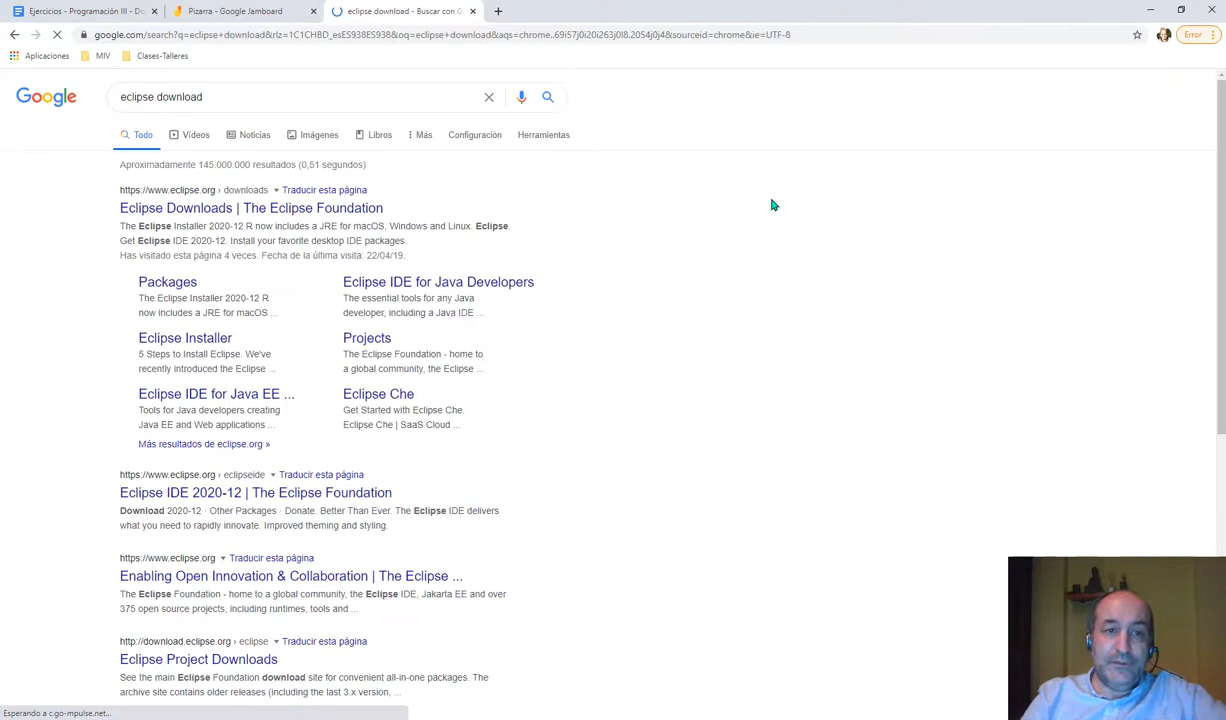 Ejercicios - Programación III - Do
Pizarra - Google Jamboard
eclipse download - Buscar con G
google.com/search?q=eclipse+download&rlz=1C1CHBD_esES938ES938&oq=eclipse+download&aqs=chrome..69i57j0i20i263j0l8.2054j0j4&sourceid=chrome&ie=UTF-8
Error
Aplicaciones
MIV
Clases-Talleres
Google
eclipse download
Todo
Vídeos
Noticias
Imágenes
Libros
Más
Configuración
Herramientas
Aproximadamente 145.000.000 resultados (0,51 segundos)
https://www.eclipse.org › downloads Traducir esta página
Eclipse Downloads | The Eclipse Foundation
The Eclipse Installer 2020-12 R now includes a JRE for macOS, Windows and Linux. Eclipse.
Get Eclipse IDE 2020-12. Install your favorite desktop IDE packages.
Has visitado esta página 4 veces. Fecha de la última visita: 22/04/19.
Packages
The Eclipse Installer 2020-12 R
now includes a JRE for macOS ...
Eclipse IDE for Java Developers
The essential tools for any Java
developer, including a Java IDE ...
Eclipse Installer
5 Steps to Install Eclipse. We've
recently introduced the Eclipse ...
Projects
The Eclipse Foundation - home to
a global community, the Eclipse ...
Eclipse IDE for Java EE ...
Tools for Java developers creating
Java EE and Web applications ...
Eclipse Che
Get Started with Eclipse Che.
Eclipse Che | SaaS Cloud ...
Más resultados de eclipse.org »
https://www.eclipse.org › eclipseide Traducir esta página
Eclipse IDE 2020-12 | The Eclipse Foundation
Download 2020-12 · Other Packages · Donate. Better Than Ever. The Eclipse IDE delivers
what you need to rapidly innovate. Improved theming and styling.
https://www.eclipse.org Traducir esta página
Enabling Open Innovation & Collaboration | The Eclipse ...
The Eclipse Foundation - home to a global community, the Eclipse IDE, Jakarta EE and over
375 open source projects, including runtimes, tools and ...
http://download.eclipse.org › eclipse Traducir esta página
Eclipse Project Downloads
See the main Eclipse Foundation download site for convenient all-in-one packages. The
archive site contains older releases (including the last 3.x version, ...
Esperando a c.go-mpulse.net...